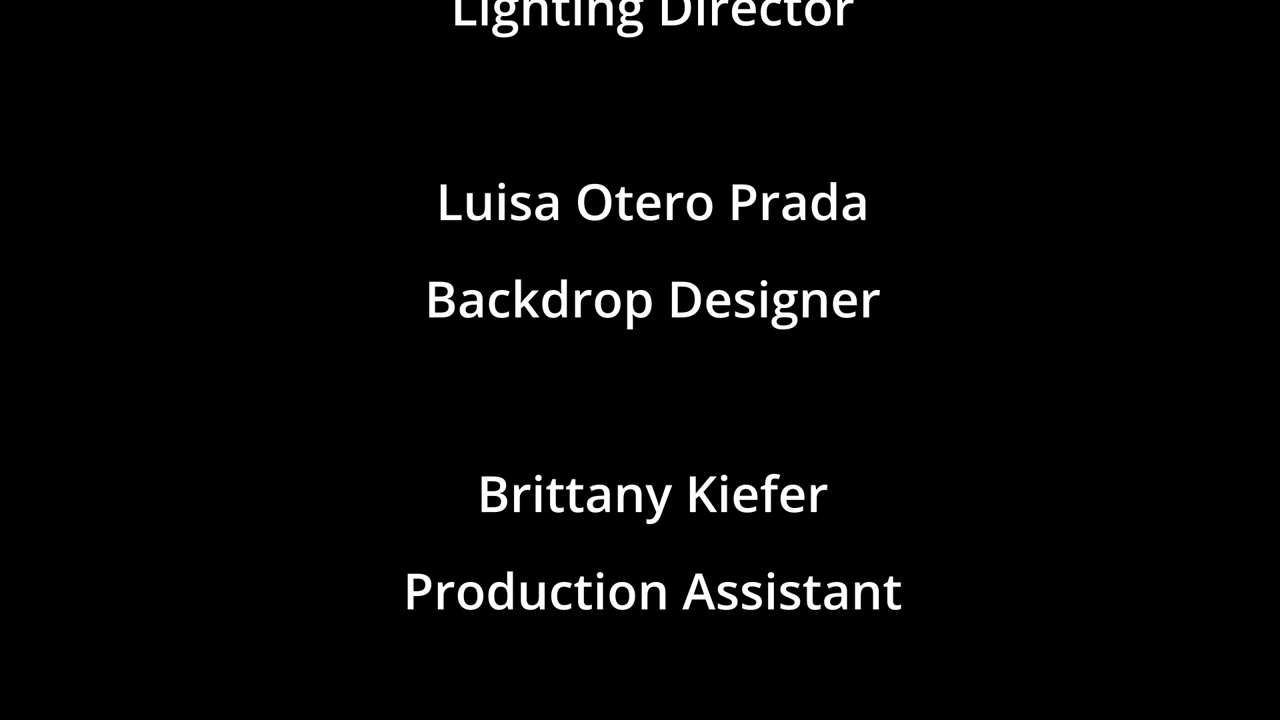 Lighting Director
Luisa Otero Prada
Backdrop Designer
Brittany Kiefer
Production Assistant